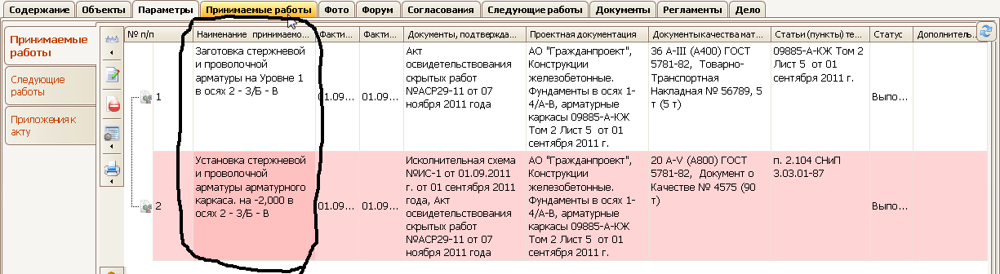 Содержание Объекты Параметры Принимаемые работы Фото Форум Согласования Следующие работы Документы Регламенты Дело
Принимаемые
работы
Следующие
работы
Приложения к
акту
№ п/п Наименание принимаемо... Факти... Факти... Документы, подтвержда... Проектная документация Документы качества мат... Статьи (пункты) те... Статус Дополнитель...
1
Заготовка стержневой
и проволочной
арматуры на Уровне 1
в осях 2 - 3/Б - В
01.09...
01.09...
Акт
освидетельствования
скрытых работ
№АСР29-11 от 07
ноября 2011 года
АО "Гражданпроект",
Конструкции
железобетонные.
Фундаменты в осях 1-
4/А-В, арматурные
каркасы 09885-А-КЖ
Том 2 Лист 5 от 01
сентября 2011 г.
36 А-III (А400) ГОСТ
5781-82, Товарно-
Транспортная
Накладная № 56789, 5
т (5 т)
09885-А-КЖ Том 2
Лист 5 от 01
сентября 2011 г.
Выпо...
2
Установка стержневой
и проволочной
арматуры арматурного
каркаса. на -2,000 в
осях 2 - 3/Б - В
01.09...
01.09...
Исколнительная схема
№ИС-1 от 01.09.2011
г. от 01 сентября 2011
года, Акт
освидетельствования
скрытых работ
№АСР29-11 от 07
ноября 2011 года
АО "Гражданпроект",
Конструкции
железобетонные.
Фундаменты в осях 1-
4/А-В, арматурные
каркасы 09885-А-КЖ
Том 2 Лист 5 от 01
сентября 2011 г.
20 А-V (А800) ГОСТ
5781-82, Документ о
Качестве № 4575 (90
т)
п. 2.104 СНиП
3.03.01-87
Выпо...